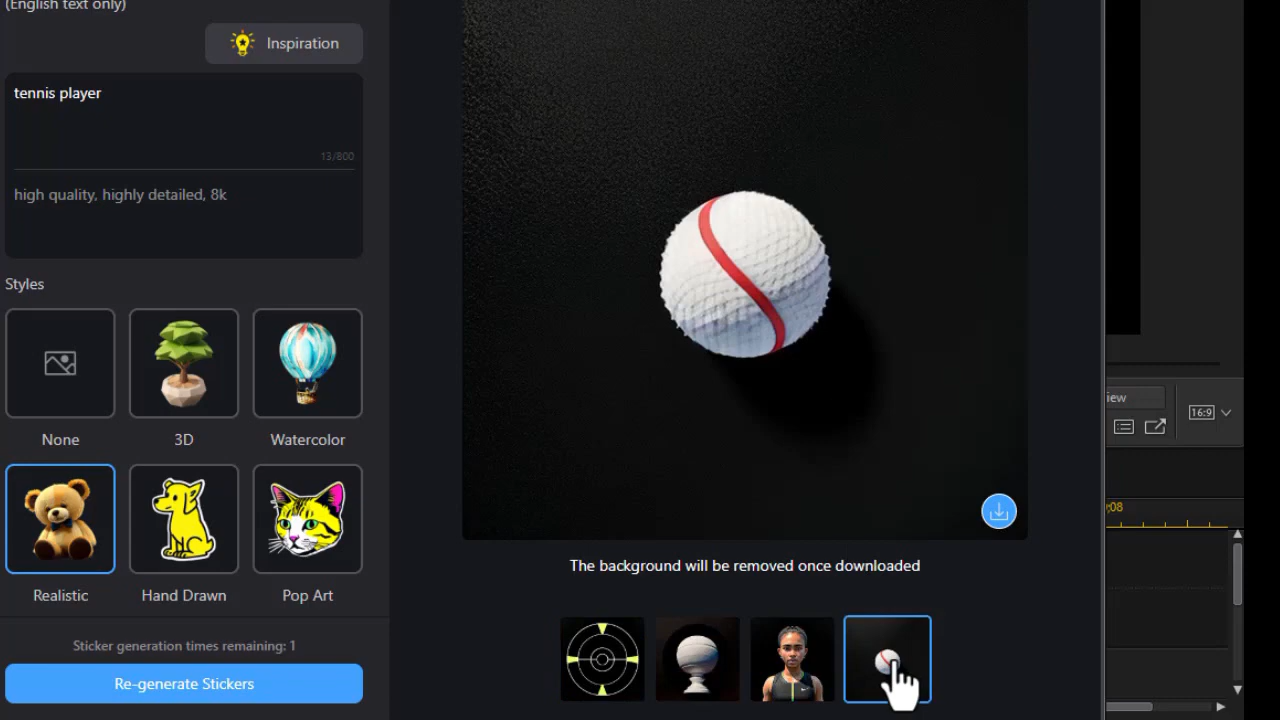 (English text only)
Inspiration
tennis player
13/800
high quality, highly detailed, 8k
Styles
None
3D
Watercolor
Realistic
Hand Drawn
Pop Art
Sticker generation times remaining: 1
Re-generate Stickers
The background will be removed once downloaded
iew
16:9
;08